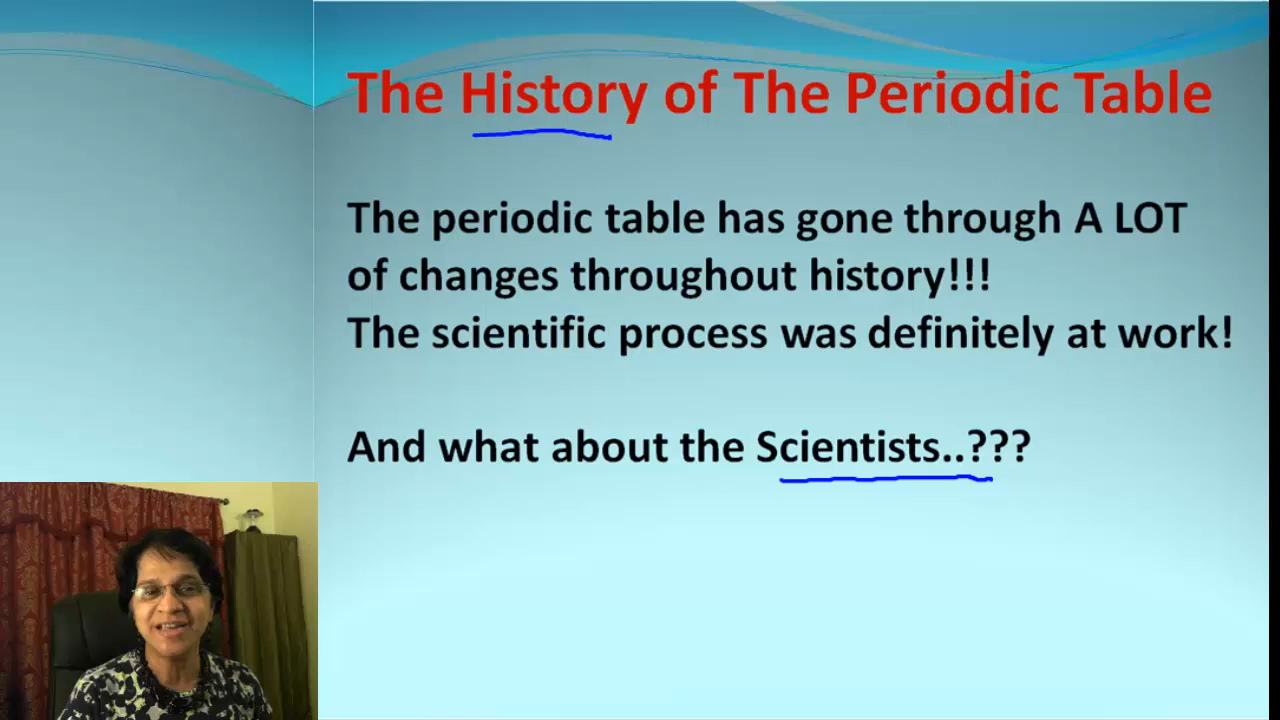 The History of The Periodic Table
The periodic table has gone through A LOT
of changes throughout history!!!
The scientific process was definitely at work!
And what about the Scientists..???